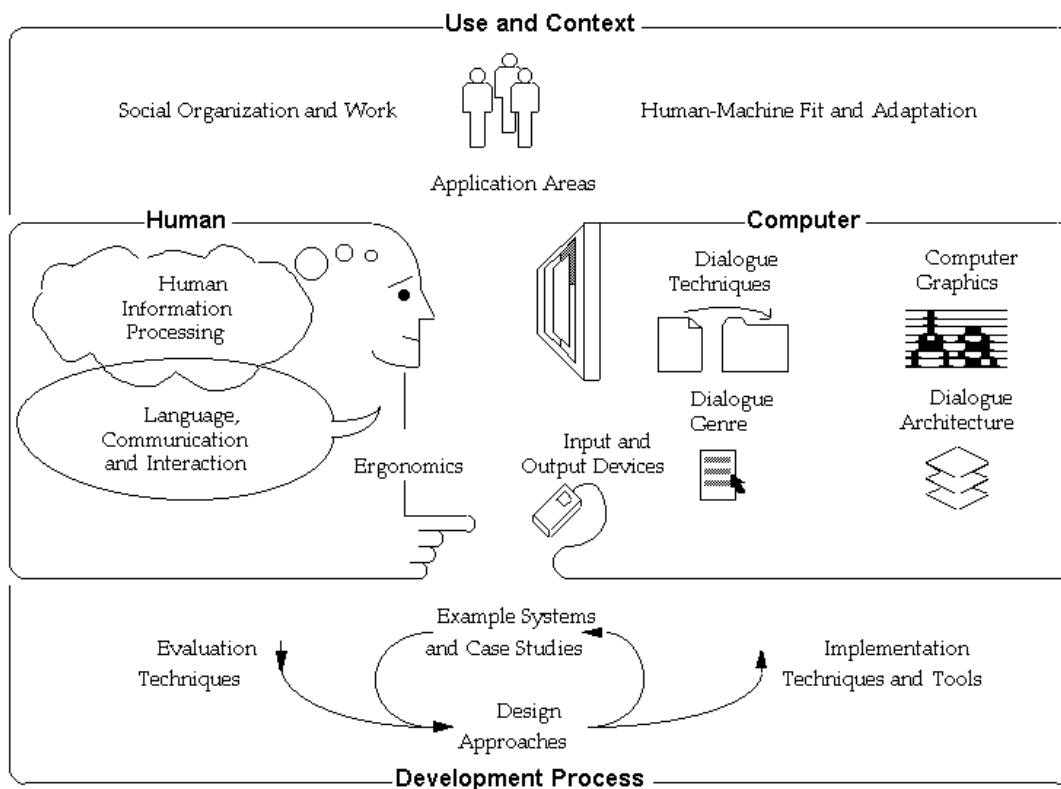 Use and Context
Social Organization and Work
Human-Machine Fit and Adaptation
Application Areas
Human
Human
Information
Processing
Language,
Communication
and Interaction
Ergonomics
Computer
Dialogue
Techniques
Computer
Graphics
Dialogue
Genre
Dialogue
Architecture
Input and
Output Devices
Example Systems
and Case Studies
Evaluation
Techniques
Implementation
Techniques and Tools
Design
Approaches
Development Process